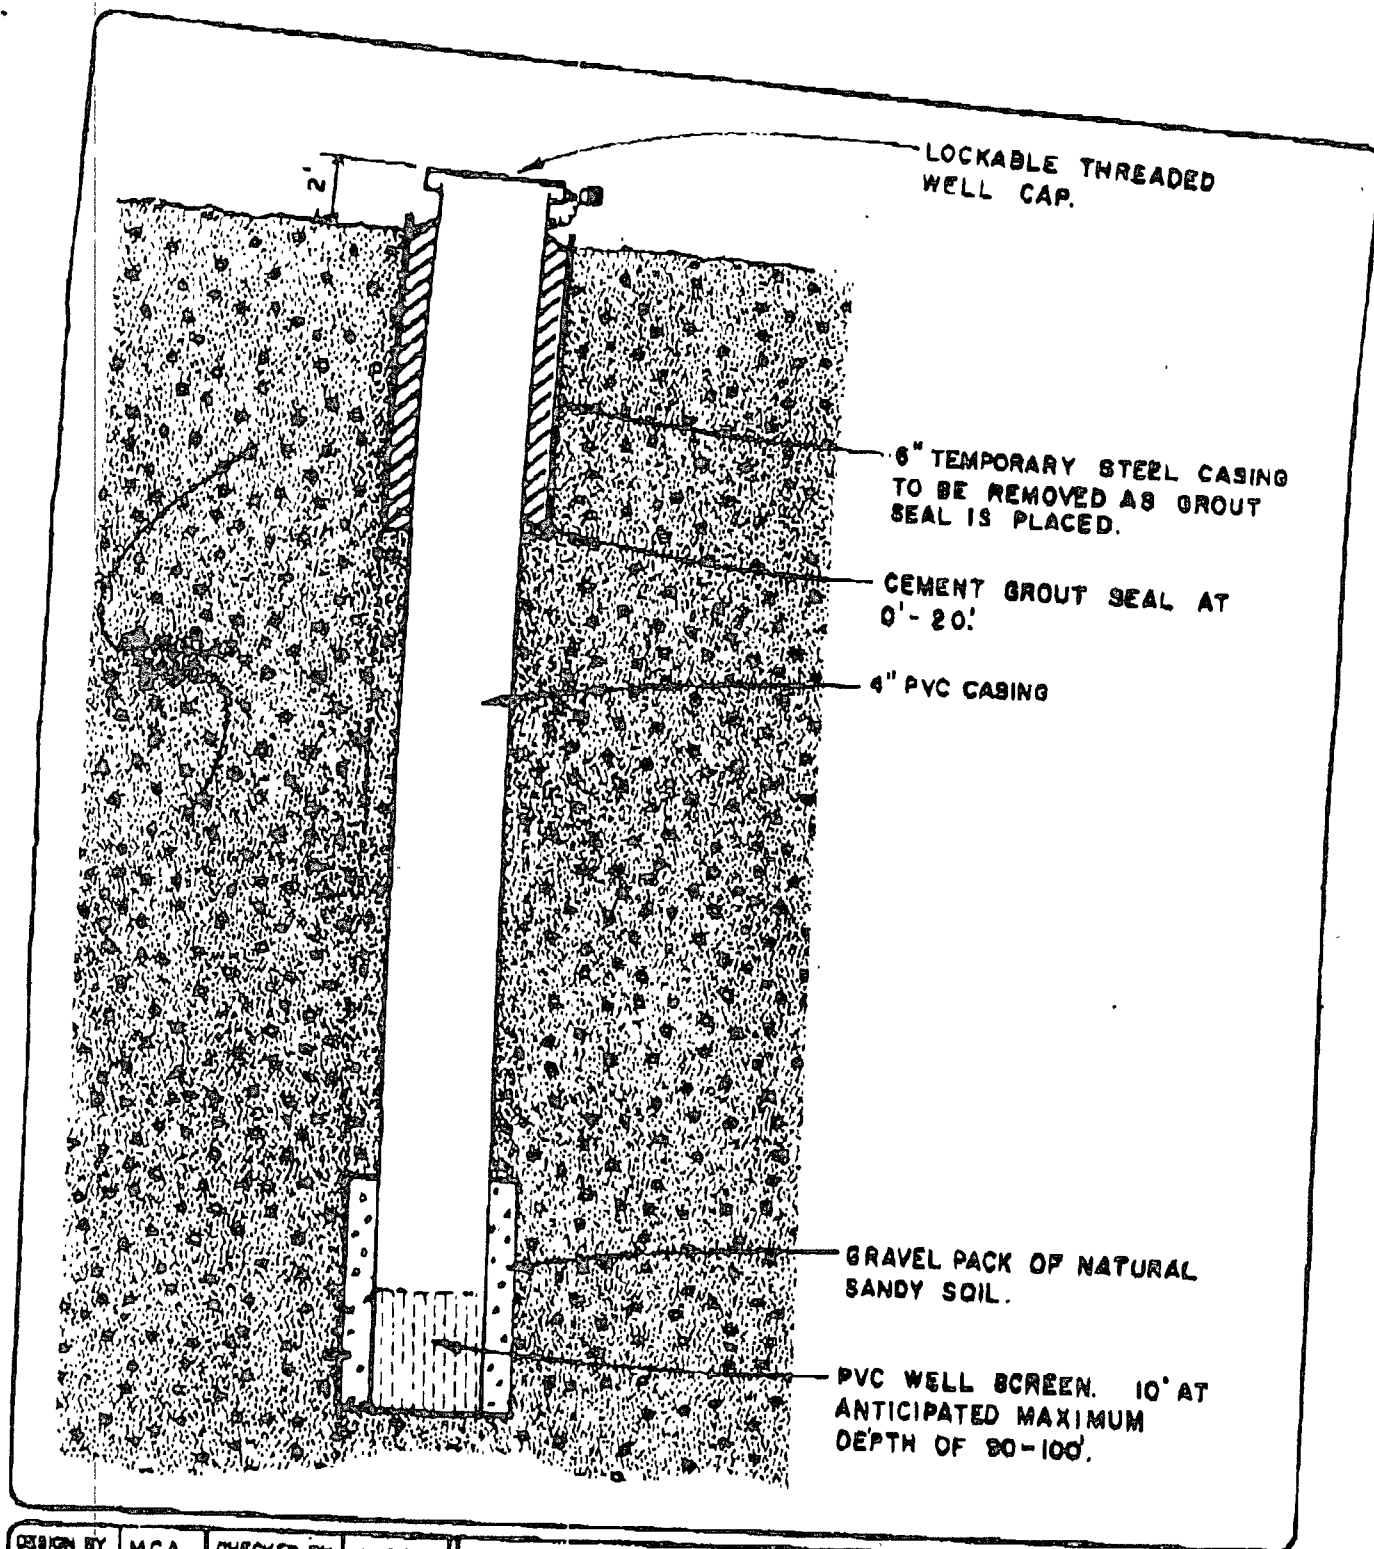 2'
LOCKABLE THREADED
WELL CAP.
6" TEMPORARY STEEL CASING
TO BE REMOVED AS GROUT
SEAL IS PLACED.
CEMENT GROUT SEAL AT
0'-20'.
4" PVC CASING
GRAVEL PACK OF NATURAL
SANDY SOIL.
PVC WELL SCREEN. 10' AT
ANTICIPATED MAXIMUM
DEPTH OF 90-100'.
DESIGN BY M.C.A. CHECKED BY